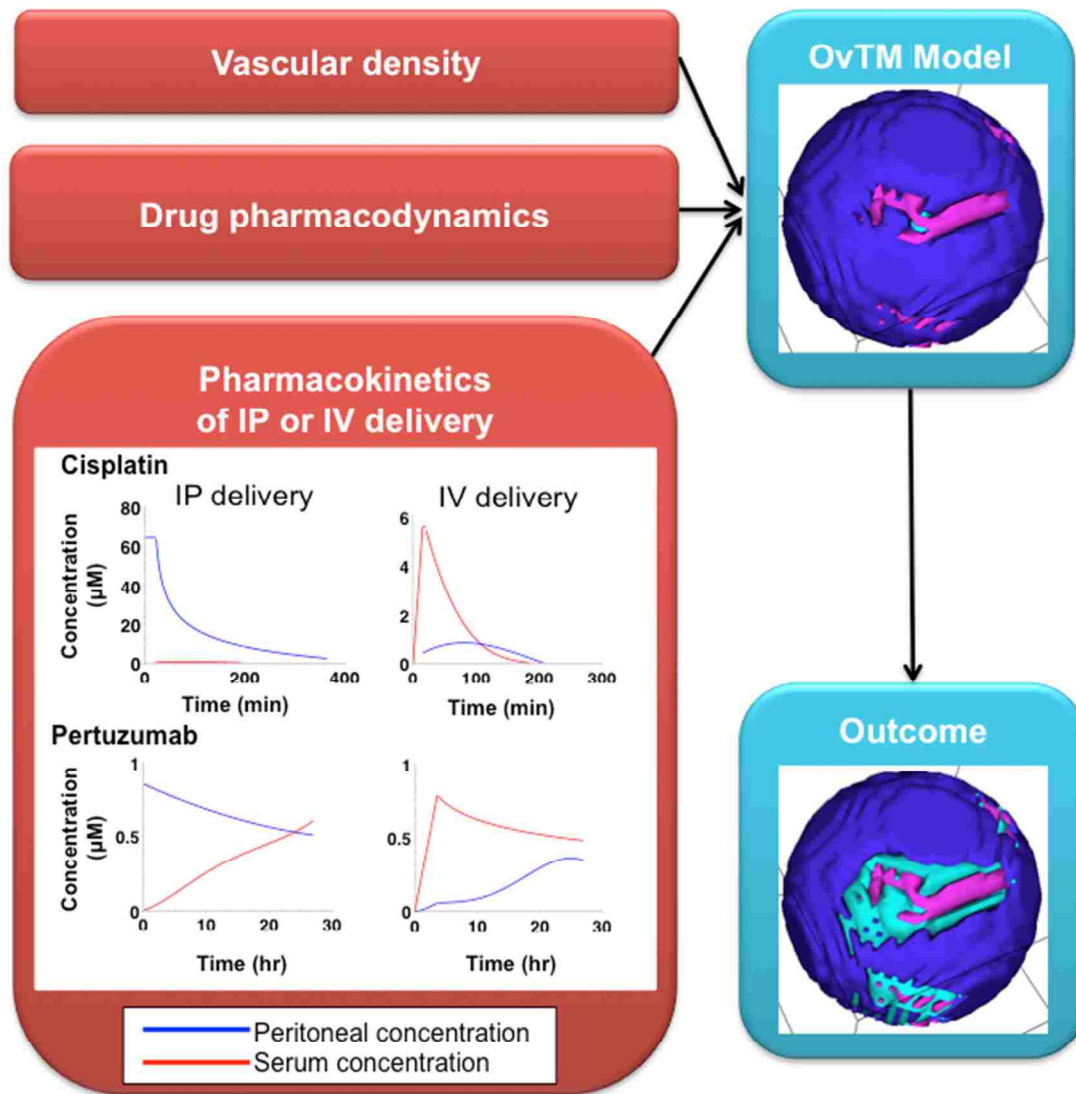 Vascular density
OvTM Model
Drug pharmacodynamics
Pharmacokinetics
of IP or IV delivery
Cisplatin
IP delivery
IV delivery
Concentration
(µM)
80
60
40
20
0
0
200
400
Time (min)
6
4
2
0
0
100
200
300
Time (min)
Pertuzumab
Concentration
(µM)
1
0.5
0
0
10
20
30
Time (hr)
1
0.5
0
0
10
20
30
Time (hr)
Peritoneal concentration
Serum concentration
Outcome